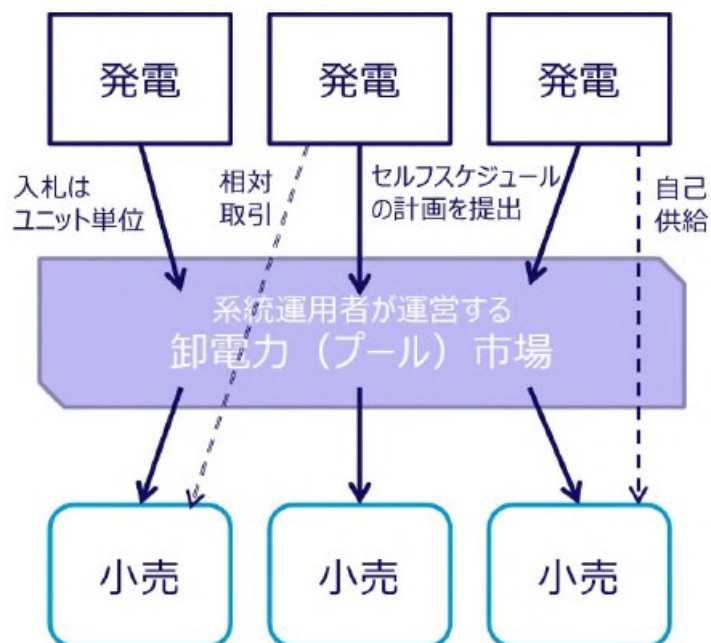 発電
発電
発電
入札は
ユニット単位
相対
取引
セルフスケジュール
の計画を提出
自己
供給
系統運用者が運営する
卸電力（プール）市場
小売
小売
小売